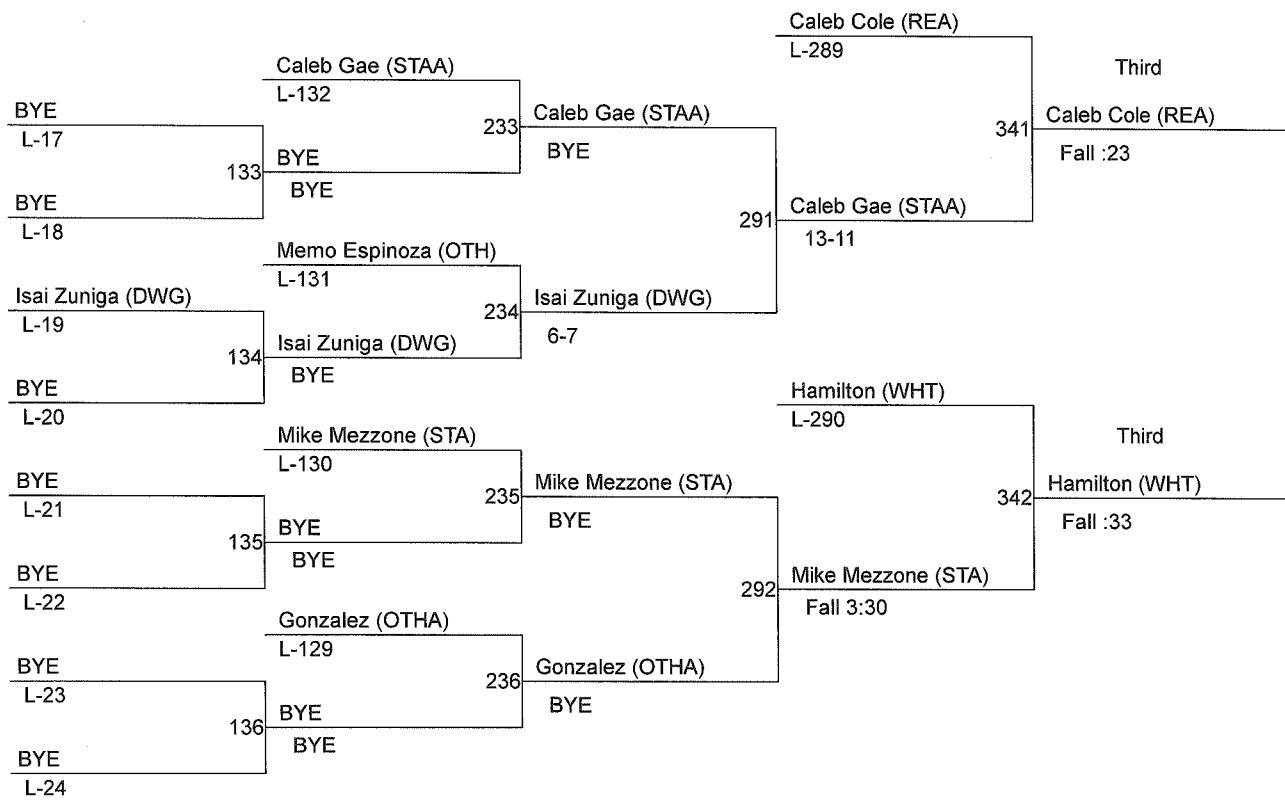 Caleb Cole (REA)
L-289
Third
Caleb Gae (STAA)
L-132
BYE
L-17
233
Caleb Gae (STAA)
BYE
341
Caleb Cole (REA)
Fall :23
133
BYE
BYE
BYE
L-18
291
Caleb Gae (STAA)
13-11
Memo Espinoza (OTH)
L-131
Isai Zuniga (DWG)
L-19
234
Isai Zuniga (DWG)
6-7
134
Isai Zuniga (DWG)
BYE
BYE
L-20
Hamilton (WHT)
L-290
Third
Mike Mezzone (STA)
L-130
BYE
L-21
235
Mike Mezzone (STA)
BYE
342
Hamilton (WHT)
Fall :33
135
BYE
BYE
BYE
L-22
292
Mike Mezzone (STA)
Fall 3:30
Gonzalez (OTHA)
L-129
BYE
L-23
236
Gonzalez (OTHA)
BYE
136
BYE
BYE
BYE
L-24